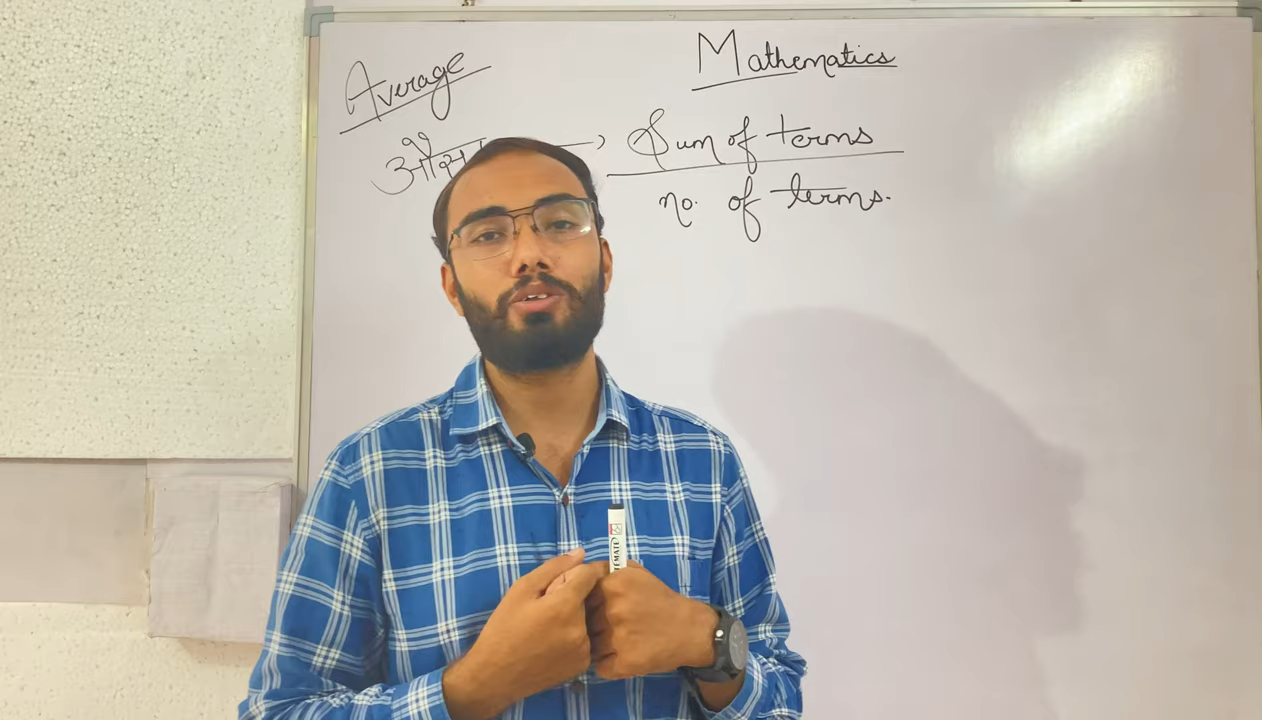 Average
Mathematics
Sum of terms
no. of terms.